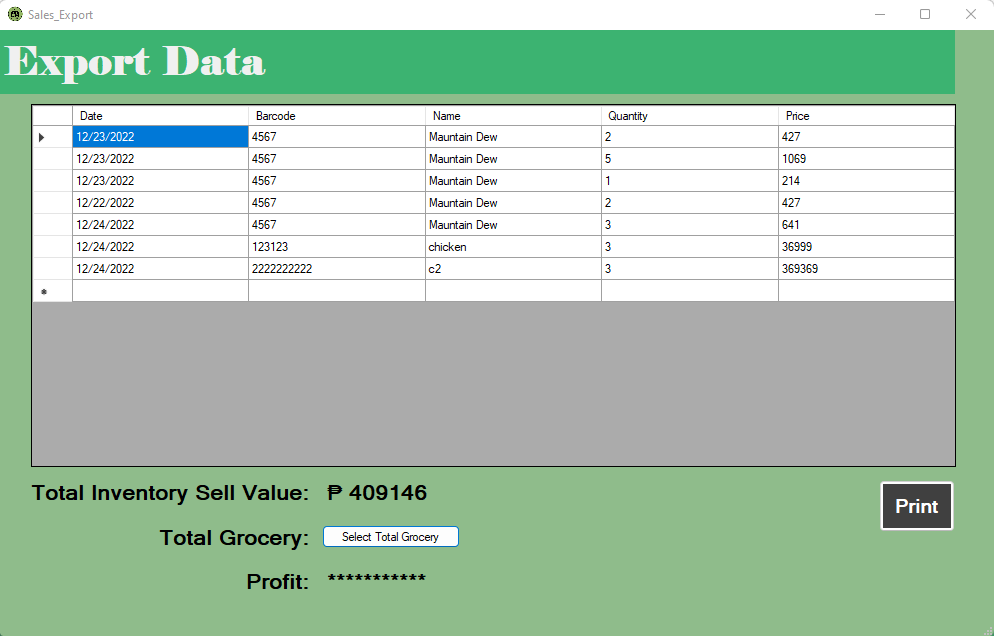 Sales_Export
Export Data
Date Barcode Name Quantity Price
12/23/2022 4567 Mauntain Dew 2 427
12/23/2022 4567 Mauntain Dew 5 1069
12/23/2022 4567 Mauntain Dew 1 214
12/22/2022 4567 Mauntain Dew 2 427
12/24/2022 4567 Mauntain Dew 3 641
12/24/2022 123123 chicken 3 36999
12/24/2022 2222222222 c2 3 369369
Total Inventory Sell Value: ₱ 409146
Print
Total Grocery: Select Total Grocery
Profit: ***********